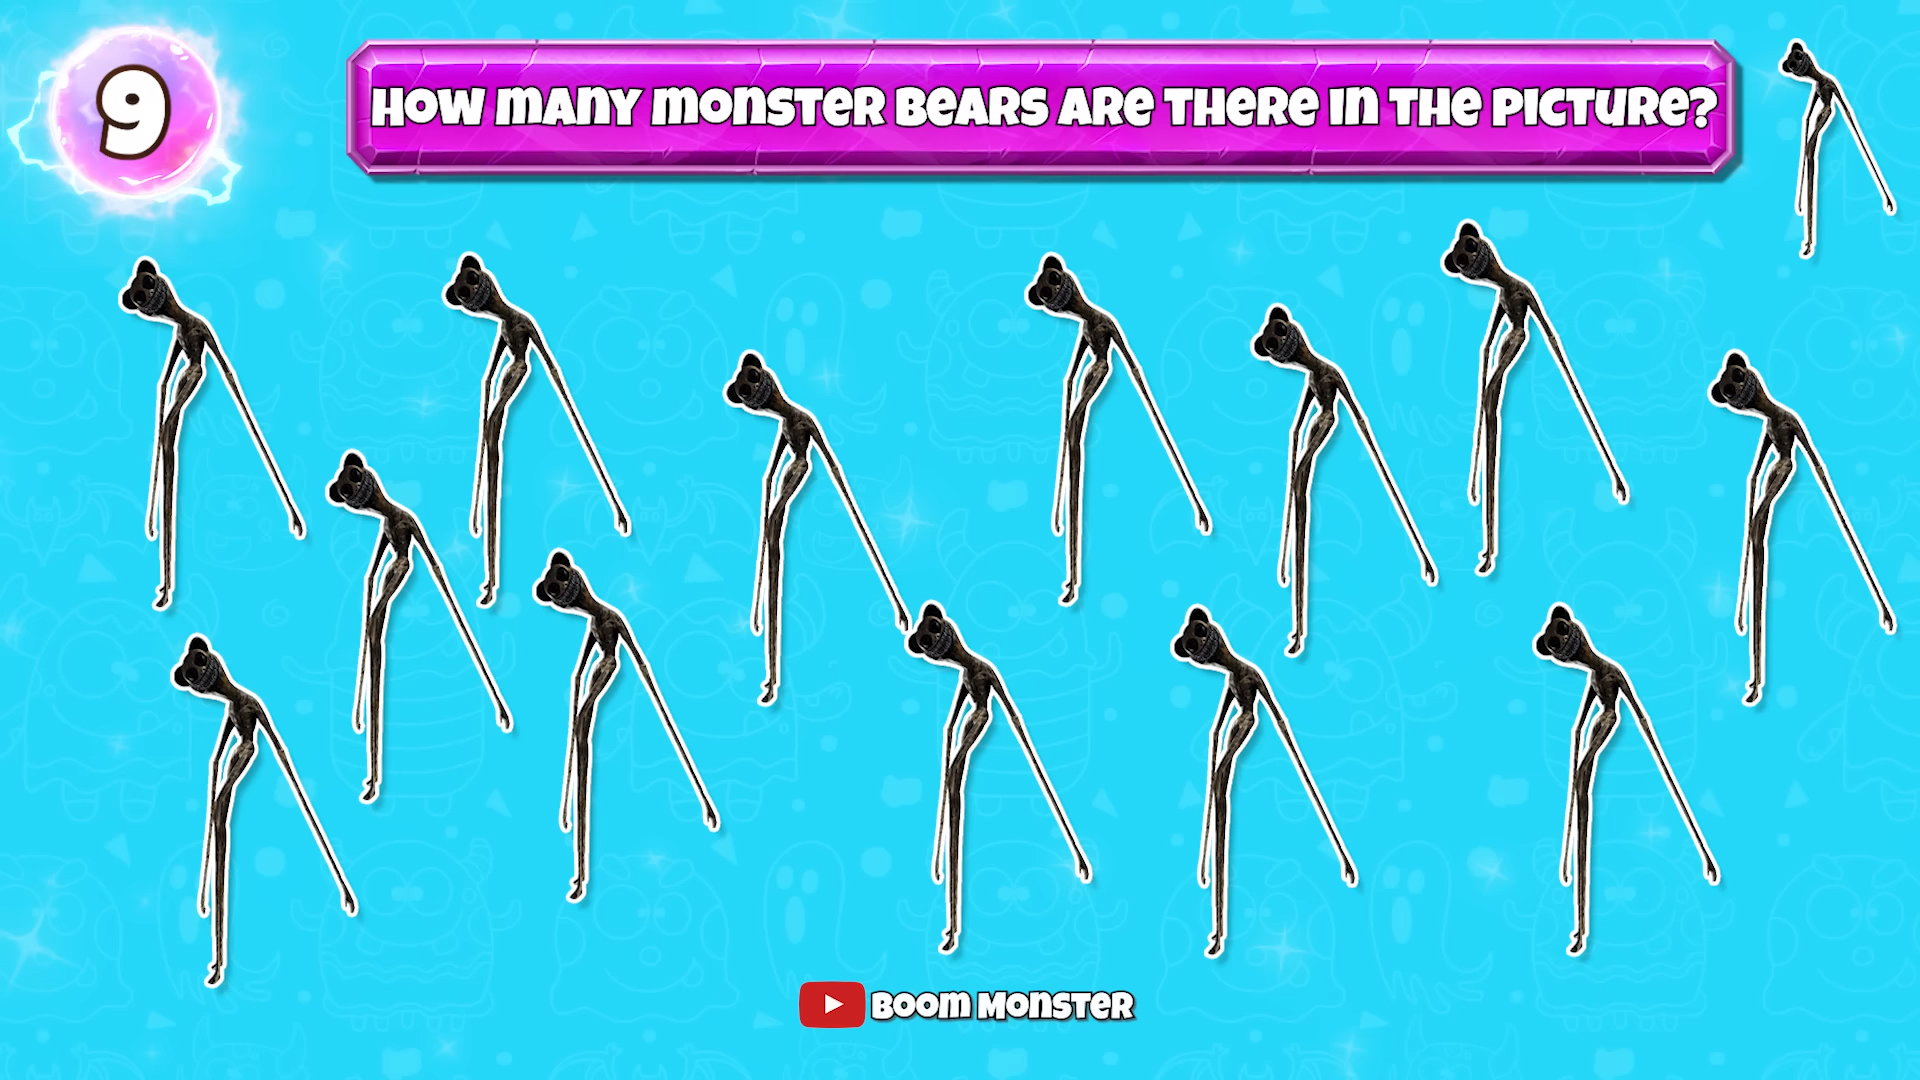 9
HOW MANY MONSTER BEARS ARE THERE IN THE PICTURE?
BOOM MONSTER